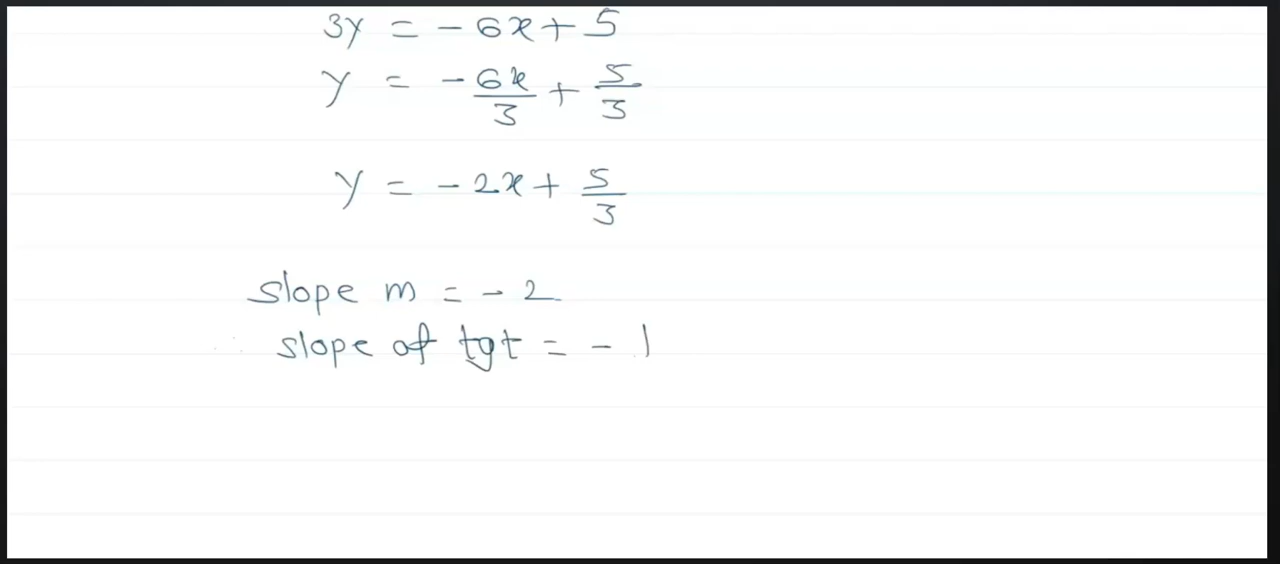 3y = - 6x + 5
y = - 6x/3 + 5/3
y = - 2x + 5/3
slope m = - 2
slope of tgt = - 1